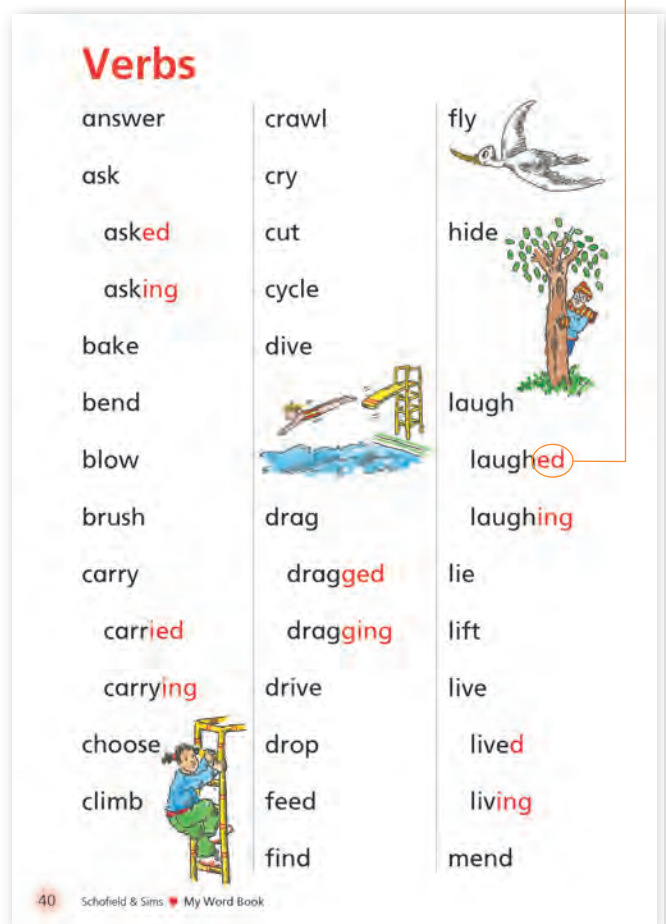 Verbs
answer
ask
asked
asking
bake
bend
blow
brush
carry
carried
carrying
choose
climb
crawl
cry
cut
cycle
dive
drag
dragged
dragging
drive
drop
feed
find
fly
hide
laugh
laughed
laughing
lie
lift
live
lived
living
mend
40 Schofield & Sims My Word Book